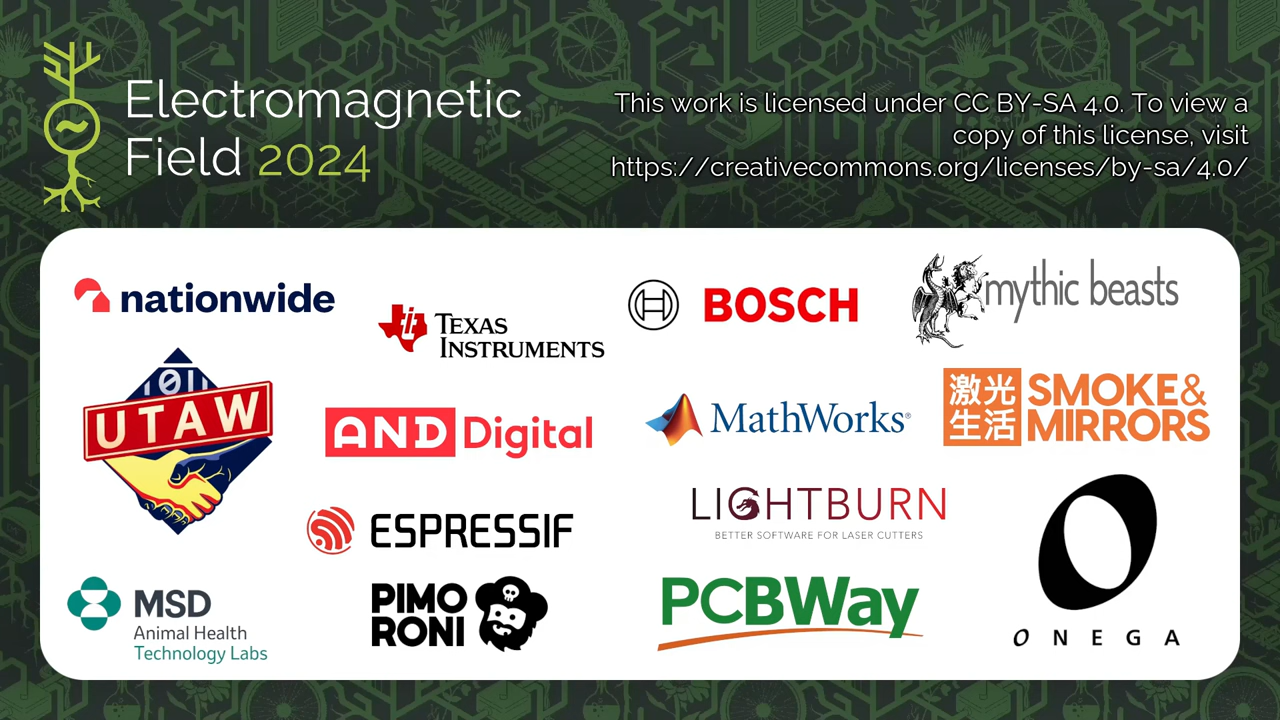 Electromagnetic
Field 2024
This work is licensed under CC BY-SA 4.0. To view a
copy of this license, visit
https://creativecommons.org/licenses/by-sa/4.0/
nationwide
TEXAS
INSTRUMENTS
BOSCH
mythic beasts
101
UTAW
AND Digital
MathWorks®
激光
生活
SMOKE&
MIRRORS
ESPRESSIF
LIGHTBURN
BETTER SOFTWARE FOR LASER CUTTERS
MSD
Animal Health
Technology Labs
PIMO
RONI
PCBWay
ONEGA